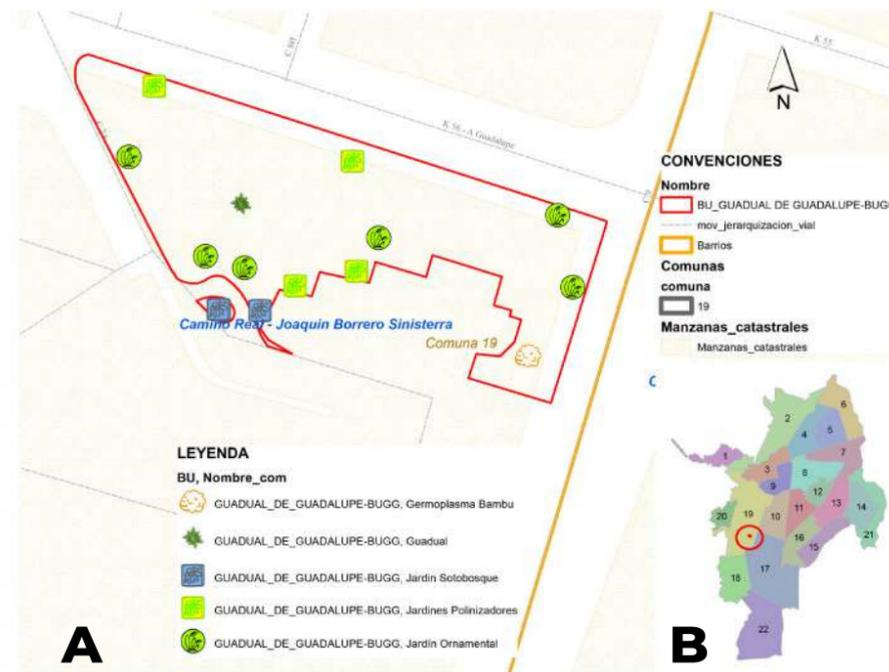 K 55
N
K 56 - A Guadalupe
CONVENCIONES
Nombre
BU_GUADUAL DE GUADALUPE-BUGG
mov_jerarquizacion_vial
Barrios
Comunas
comuna
19
Manzanas_catastrales
Manzanas_catastrales
Camino Real - Joaquin Borrero Sinisterra
Comuna 19
C
LEYENDA
BU, Nombre_com
GUADUAL_DE_GUADALUPE-BUGG, Germoplasma Bambu
GUADUAL_DE_GUADALUPE-BUGG, Guadual
GUADUAL_DE_GUADALUPE-BUGG, Jardin Sotobosque
GUADUAL_DE_GUADALUPE-BUGG, Jardines Polinizadores
GUADUAL_DE_GUADALUPE-BUGG, Jardín Ornamental
A
6
2
5
4
7
1
3
8
9
12
13
14
20
19
10
11
21
16
15
17
18
22
B